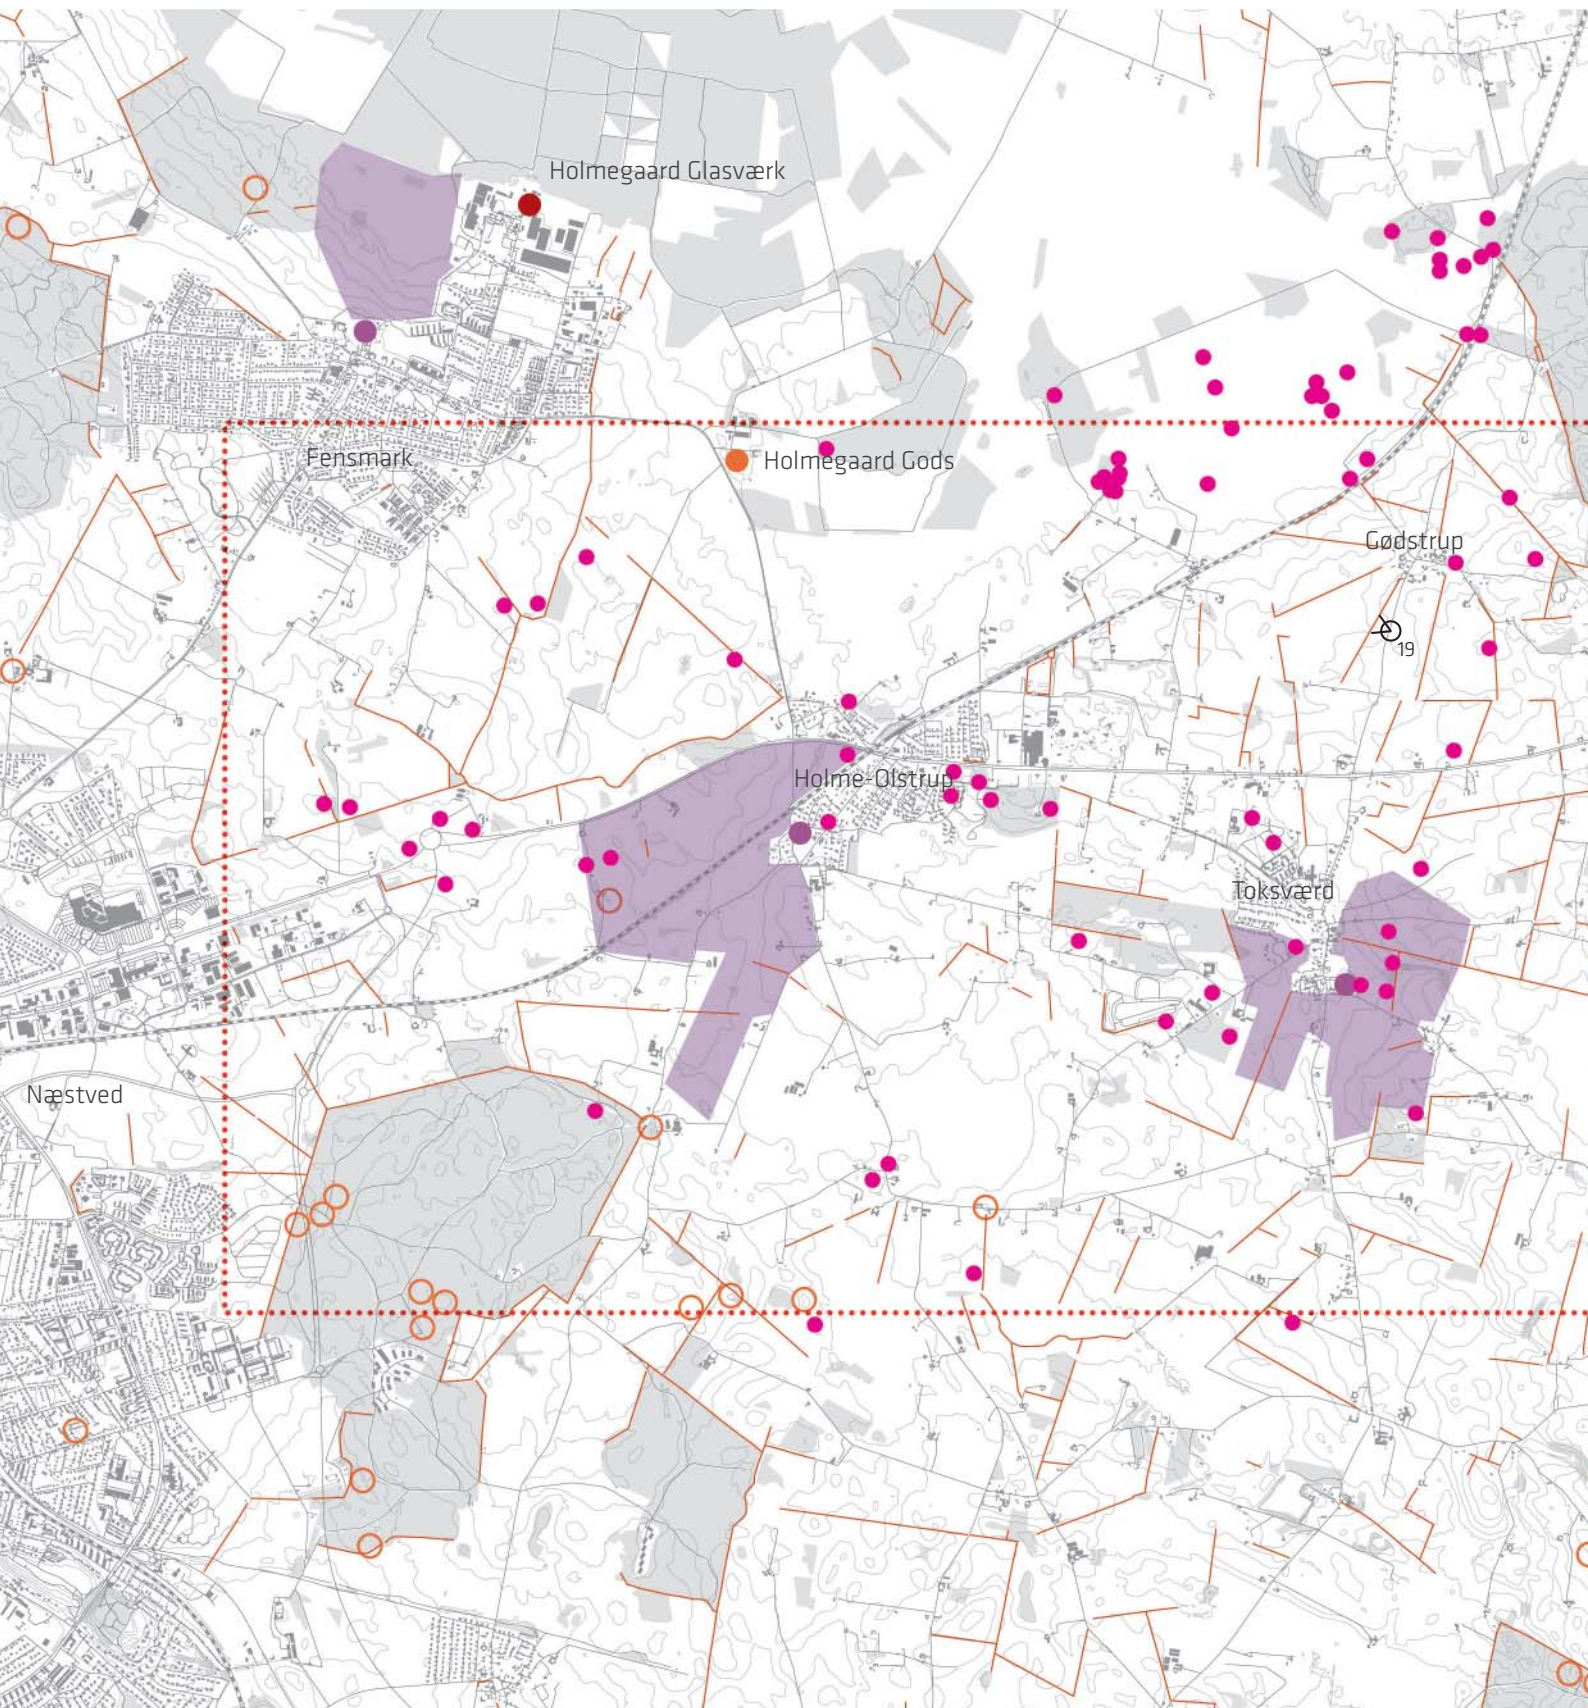 Holmegaard Glasværk
Fensmark
Holmegaard Gods
Gødstrup
19
Holme-Olstrup
Toksværd
Næstved